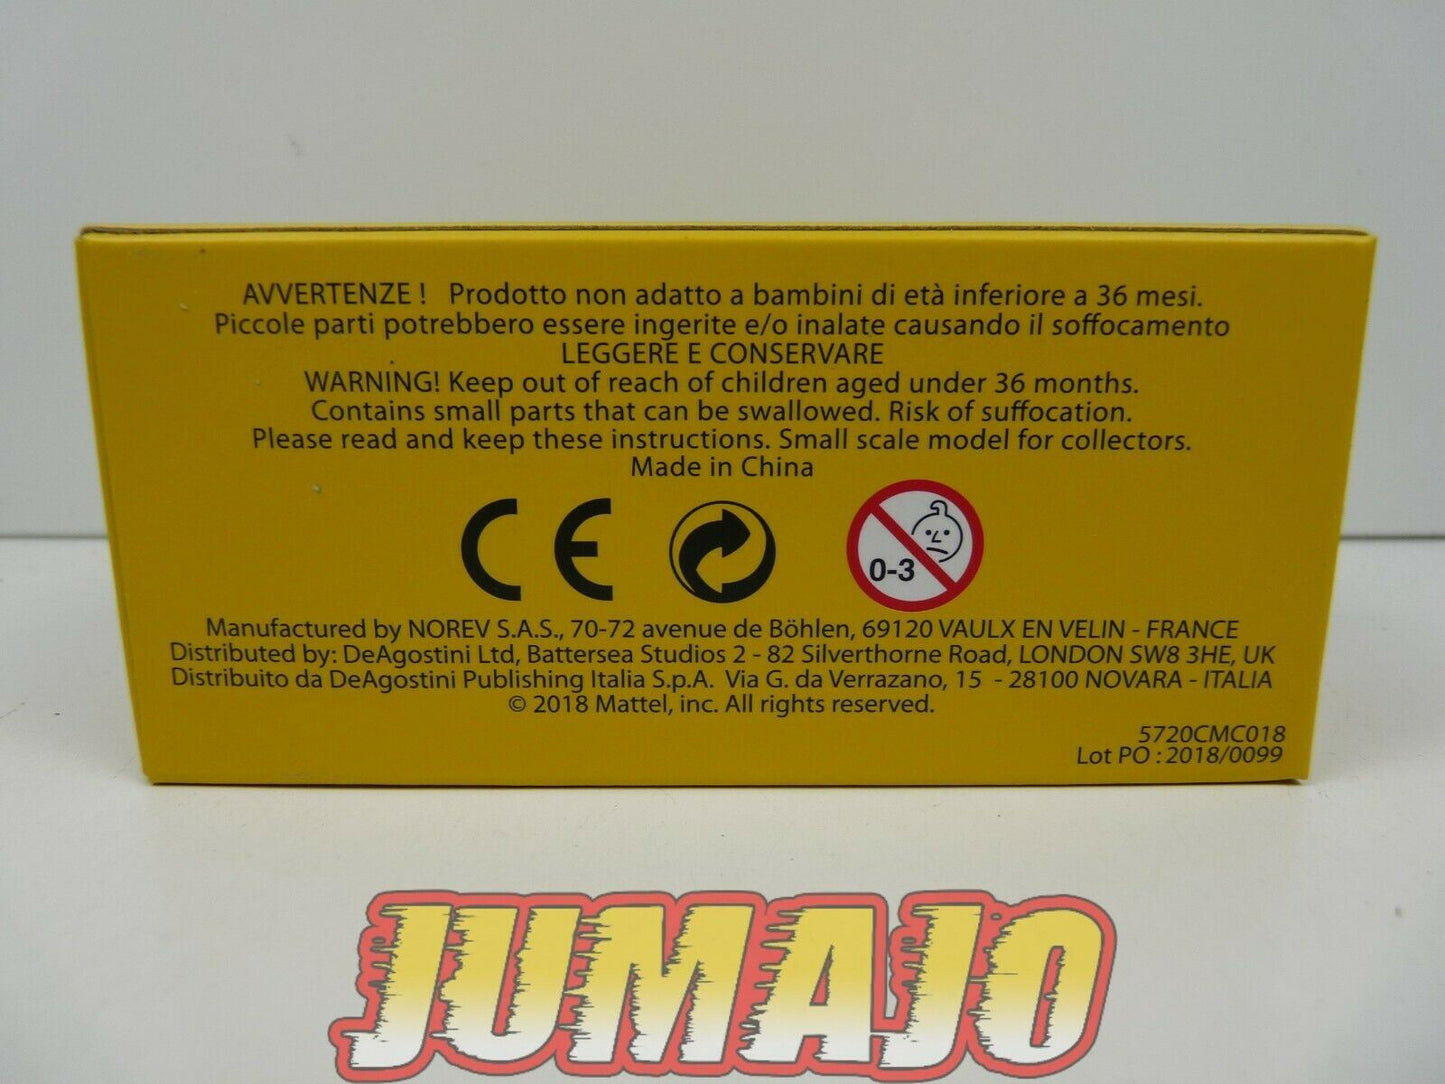 AVVERTENZE ! Prodotto non adatto a bambini di età inferiore a 36 mesi.
Piccole parti potrebbero essere ingerite e/o inalate causando il soffocamento
LEGGERE E CONSERVARE
WARNING! Keep out of reach of children aged under 36 months.
Contains small parts that can be swallowed. Risk of suffocation.
Please read and keep these instructions. Small scale model for collectors.
Made in China
CE
0-3
Manufactured by NOREV S.A.S., 70-72 avenue de Böhlen, 69120 VAULX EN VELIN - FRANCE
Distributed by: DeAgostini Ltd, Battersea Studios 2 - 82 Silverthorne Road, LONDON SW8 3HE, UK
Distribuito da DeAgostini Publishing Italia S.p.A. Via G. da Verrazano, 15 - 28100 NOVARA - ITALIA
© 2018 Mattel, inc. All rights reserved.
5720CMC018
Lot PO : 2018/0099
JUMAJO